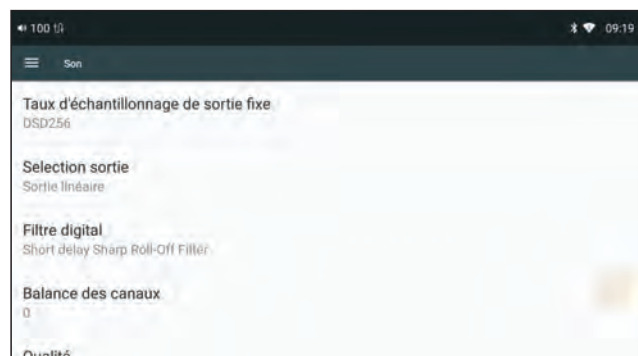 100
09:19
Son
Taux d'échantillonnage de sortie fixe
DSD256
Selection sortie
Sortie linéaire
Filtre digital
Short delay Sharp Roll-Off Filter
Balance des canaux
0
Qualité